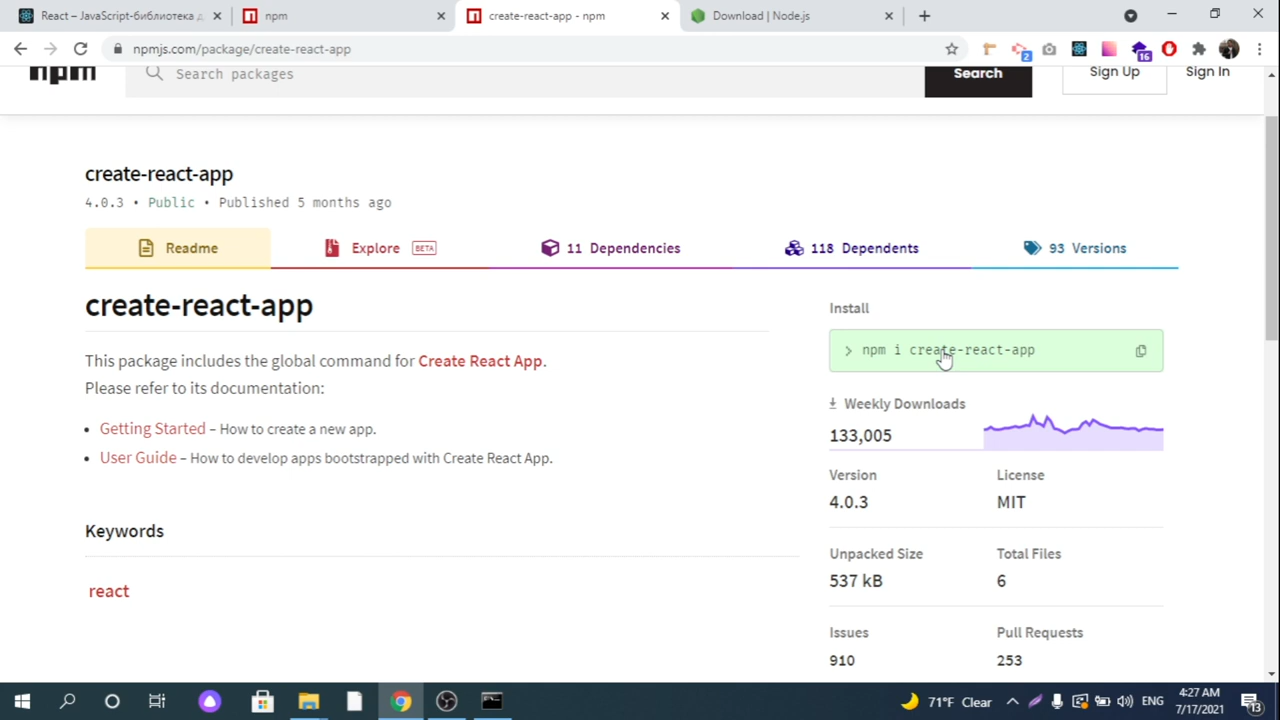 React – JavaScript-библиотека д
npm
create-react-app - npm
Download | Node.js
npmjs.com/package/create-react-app
2
16
npm
Search packages
Search
Sign Up
Sign In
create-react-app
4.0.3 • Public • Published 5 months ago
Readme
Explore BETA
11 Dependencies
118 Dependents
93 Versions
create-react-app
This package includes the global command for Create React App.
Please refer to its documentation:
• Getting Started – How to create a new app.
• User Guide – How to develop apps bootstrapped with Create React App.
Keywords
react
Install
> npm i create-react-app
Weekly Downloads
133,005
Version
4.0.3
License
MIT
Unpacked Size
537 kB
Total Files
6
Issues
910
Pull Requests
253
71°F Clear
ENG
4:27 AM
7/17/2021
13